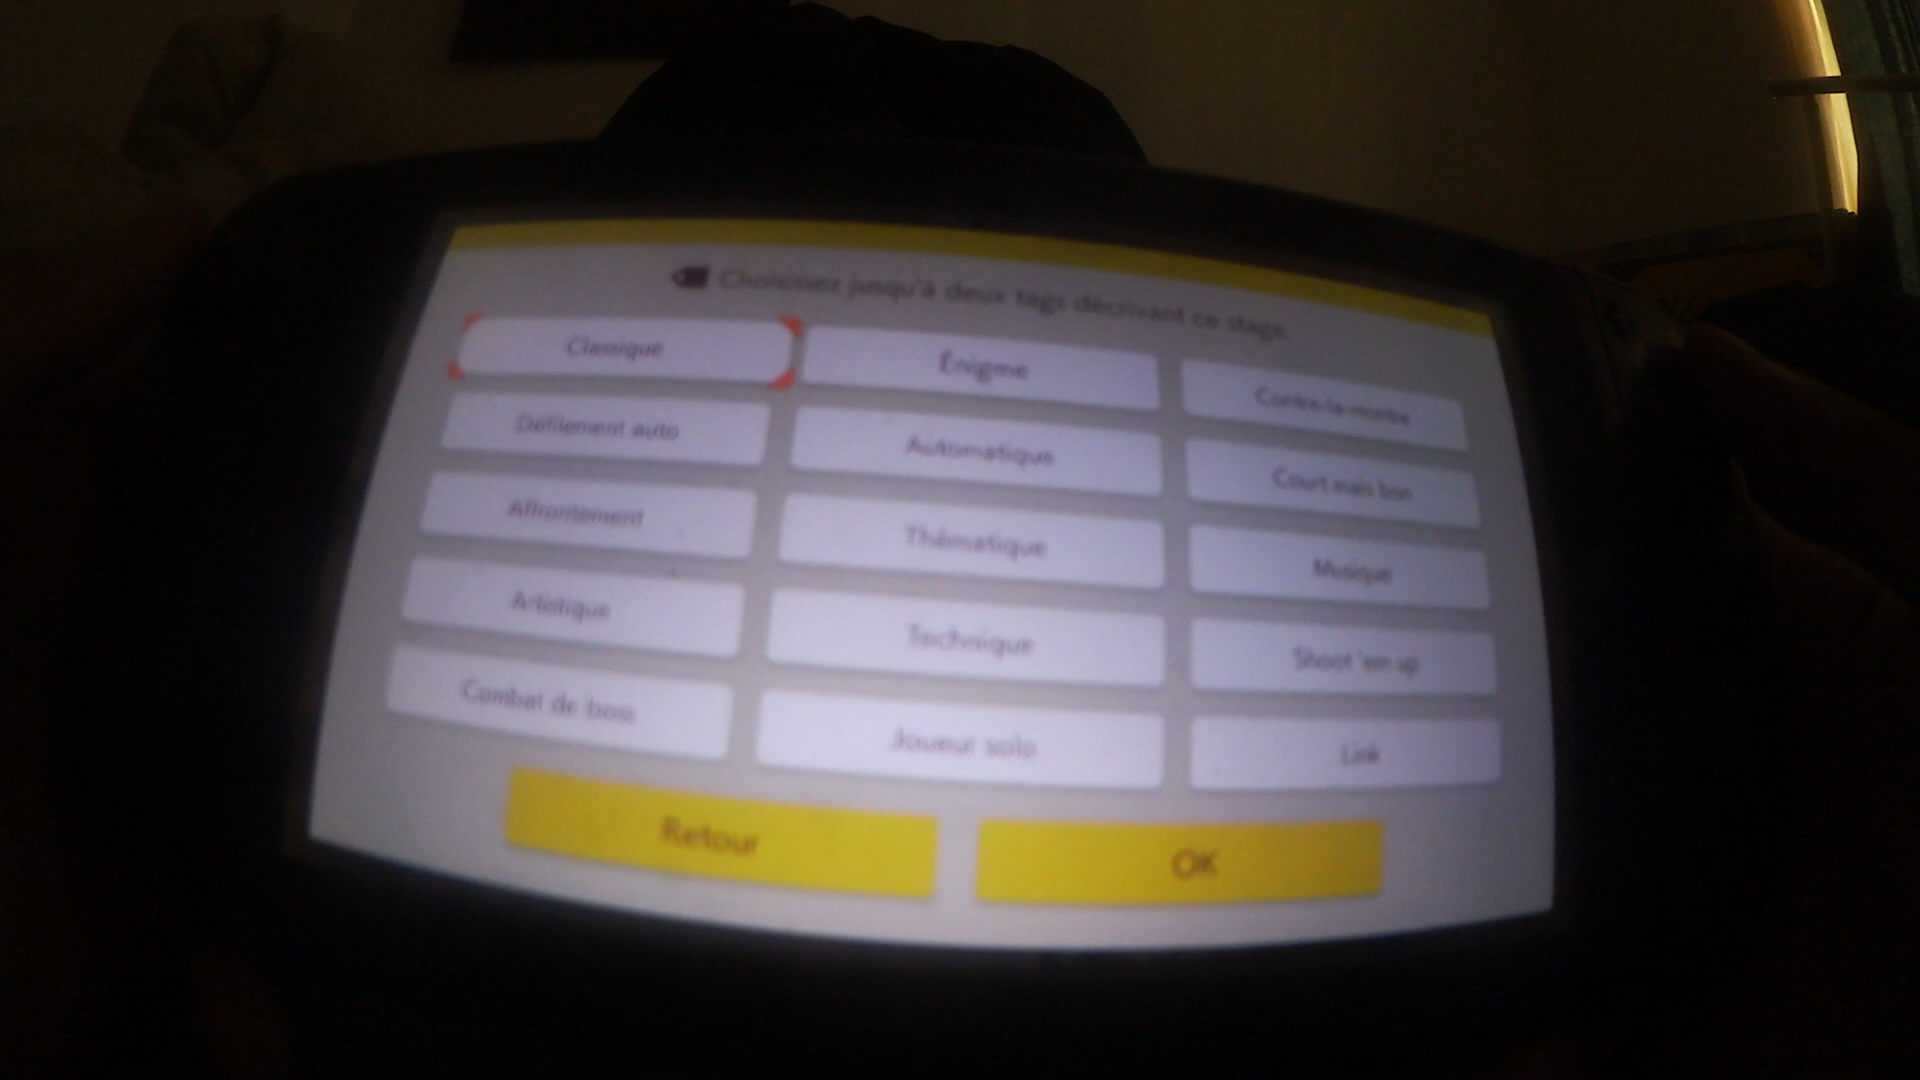 Choisissez jusqu'à deux tags décrivant ce stage.
Classique
Énigme
Contre-la-montre
Défilement auto
Automatique
Court mais bon
Affrontement
Thématique
Musique
Artistique
Technique
Shoot 'em up
Combat de boss
Joueur solo
Link
Retour
OK